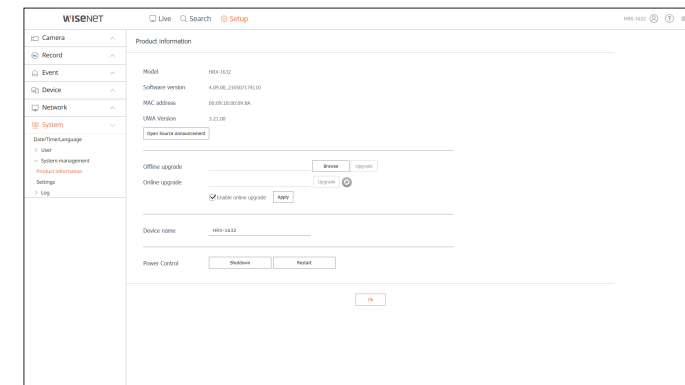 WISENET
Live Search Setup
HRX-1632
Camera
Record
Event
Device
Network
System
Date/Time/Language
> User
System management
Product information
Settings
> Log
Product information
Model HRX-1632
Software version 4.09.00_210507174110
MAC address 00:09:18:00:09:8A
UWA Version 3.21.08
Open Source Announcement
Offline upgrade Browse Upgrade
Online upgrade Upgrade
Enable online upgrade Apply
Device name HRX-1632
Power Control Shutdown Restart
Ok